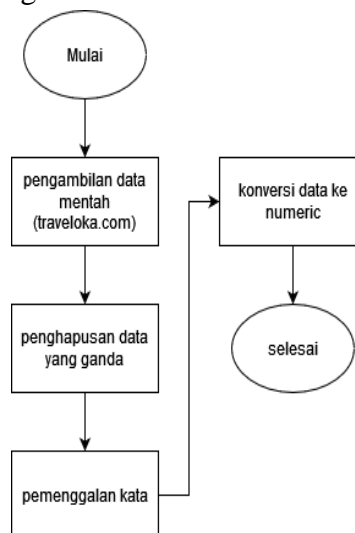 Mulai
pengambilan data
mentah
(traveloka.com)
penghapusan data
yang ganda
pemenggalan kata
konversi data ke
numeric
selesai